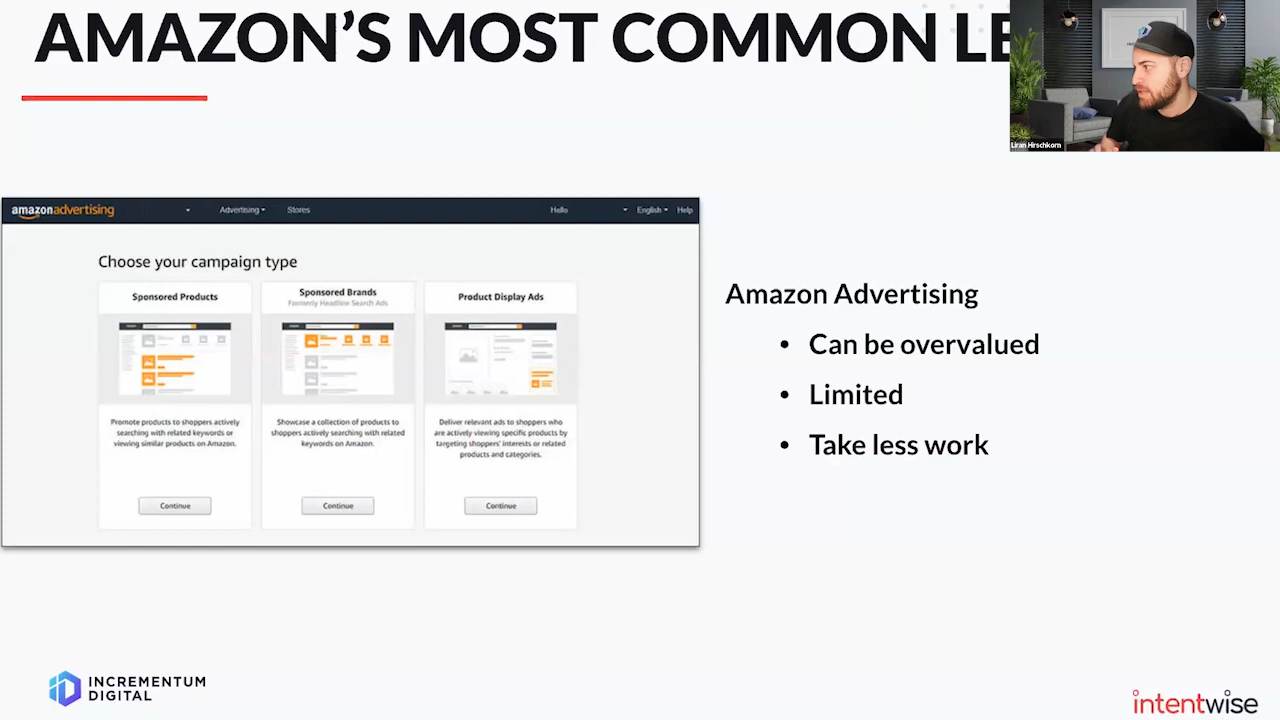 AMAZON'S MOST COMMON LE
Liran Hirschkorn
amazonadvertising
Advertising
Stores
Hello
English
Help
Choose your campaign type
Sponsored Products
Promote products to shoppers actively
searching with related keywords or
viewing similar products on Amazon.
Continue
Sponsored Brands
Formerly Headline Search Ads
Showcase a collection of products to
shoppers actively searching with related
keywords on Amazon.
Continue
Product Display Ads
Deliver relevant ads to shoppers who
are actively viewing specific products by
targeting shoppers' interests or related
products and categories.
Continue
Amazon Advertising
• Can be overvalued
• Limited
• Take less work
INCREMENTUM
DIGITAL
intentwise